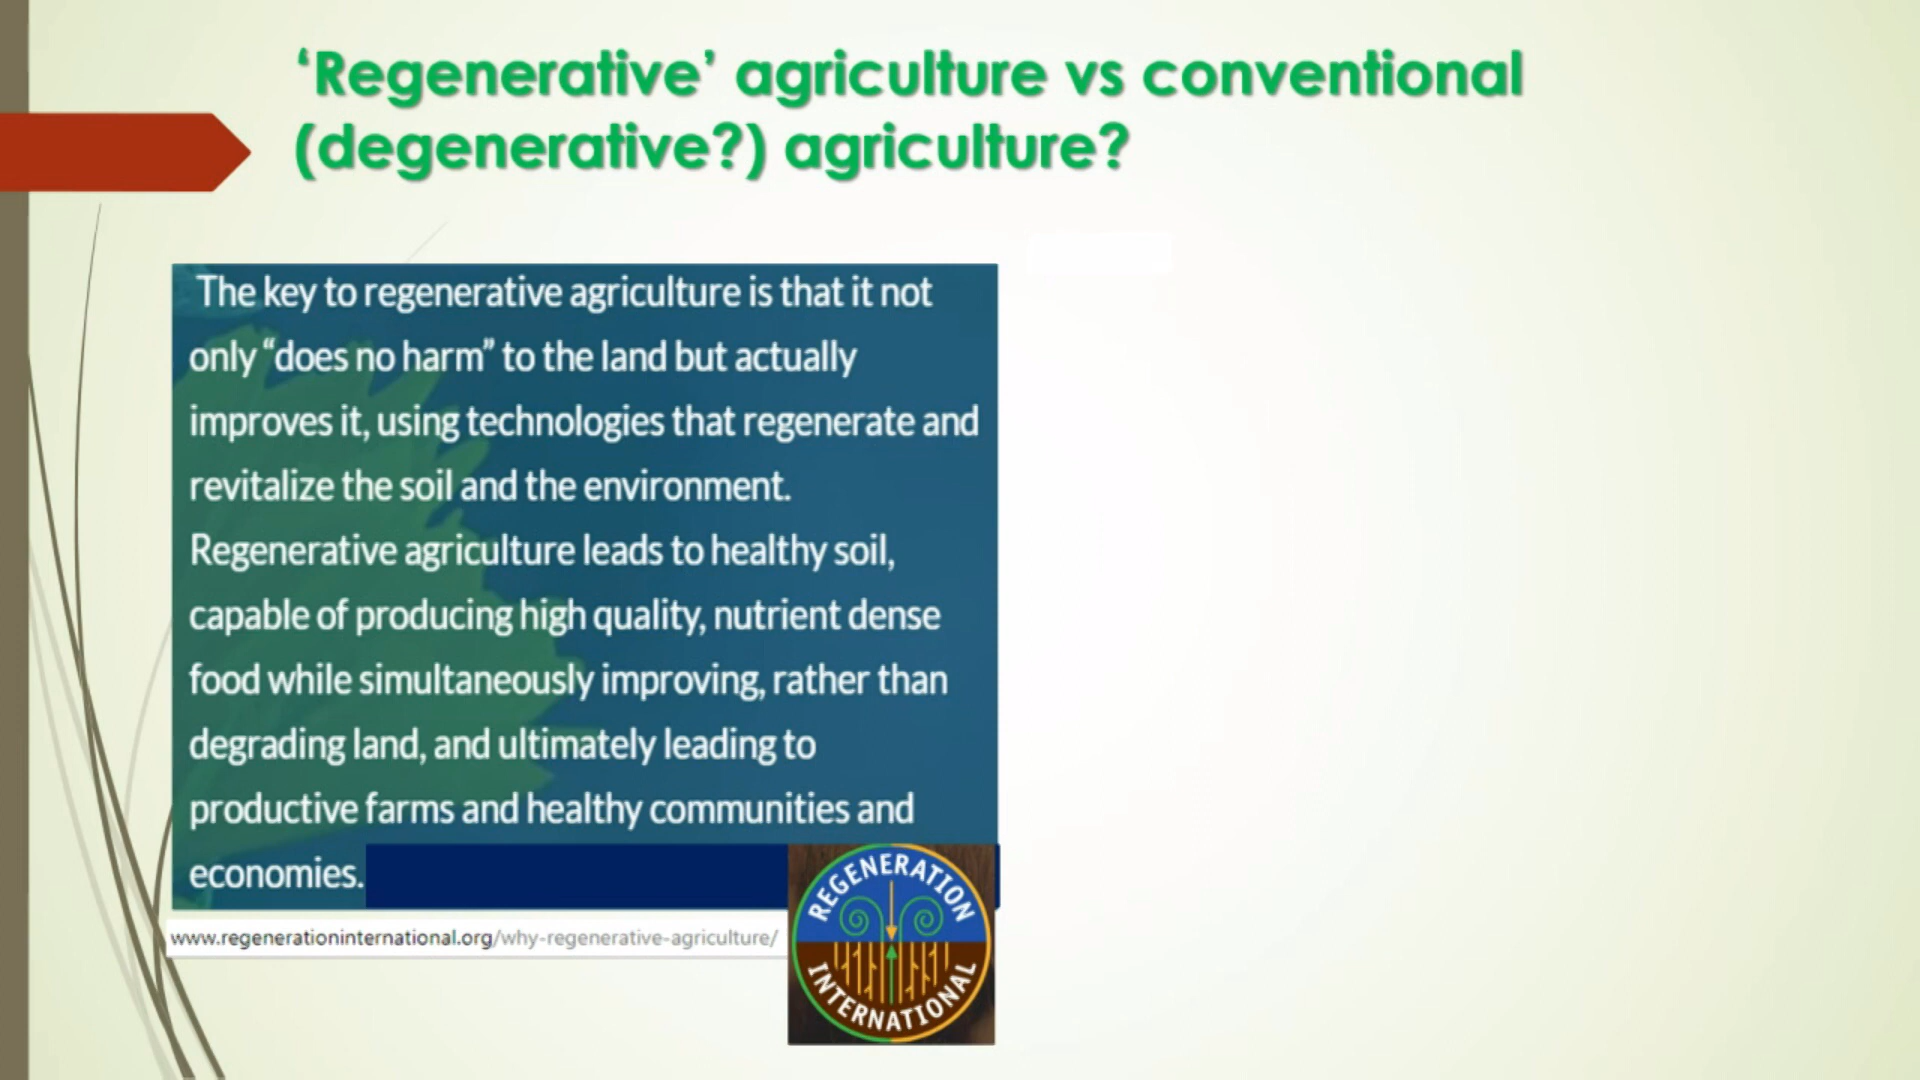 ‘Regenerative’ agriculture vs conventional
(degenerative?) agriculture?
The key to regenerative agriculture is that it not
only “does no harm” to the land but actually
improves it, using technologies that regenerate and
revitalize the soil and the environment.
Regenerative agriculture leads to healthy soil,
capable of producing high quality, nutrient dense
food while simultaneously improving, rather than
degrading land, and ultimately leading to
productive farms and healthy communities and
economies.
www.regenerationinternational.org/why-regenerative-agriculture/
REGENERATION
INTERNATIONAL